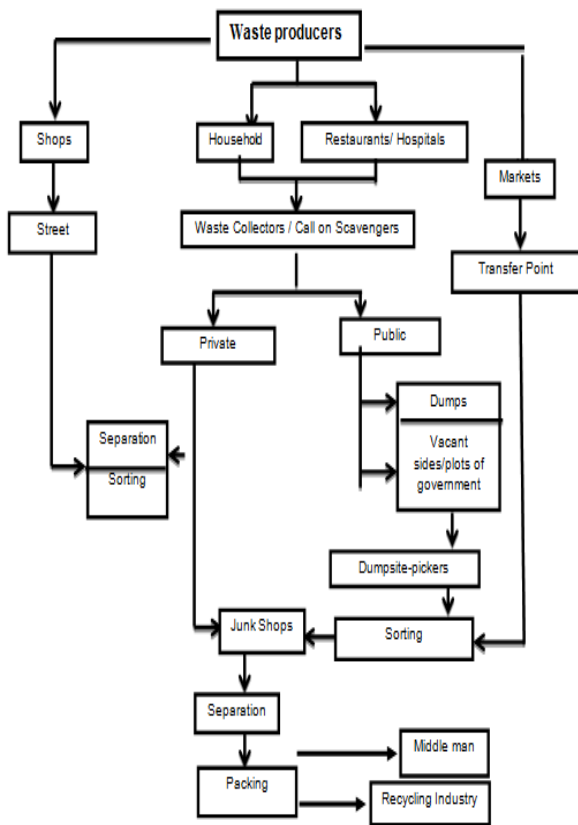 Waste producers
Shops
Household
Restaurants/ Hospitals
Markets
Street
Waste Collectors / Call on Scavengers
Transfer Point
Private
Public
Dumps
Vacant
sides/plots of
government
Separation
Sorting
Dumpsite-pickers
Junk Shops
Sorting
Separation
Middle man
Packing
Recycling Industry